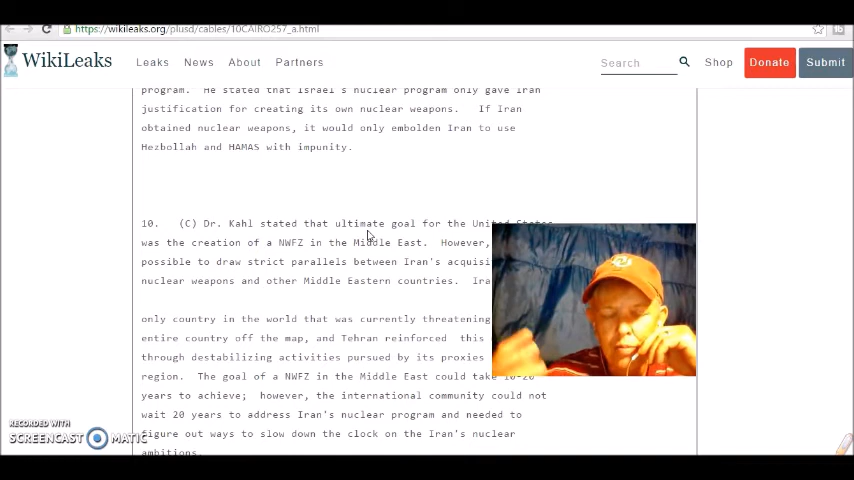 https://wikileaks.org/plusd/cables/10CAIRO257_a.html
WikiLeaks Leaks News About Partners Search Shop Donate Submit
program. He stated that Israel's nuclear program only gave Iran
justification for creating its own nuclear weapons. If Iran
obtained nuclear weapons, it would only embolden Iran to use
Hezbollah and HAMAS with impunity.
10. (C) Dr. Kahl stated that ultimate goal for the United States
was the creation of a NWFZ in the Middle East. However,
possible to draw strict parallels between Iran's
nuclear weapons and other Middle Eastern countries.
only country in the world that was currently threatening
entire country off the map, and Tehran reinforced this
through destabilizing activities pursued by its proxies
region. The goal of a NWFZ in the Middle East could take 10-20
years to achieve; however, the international community could not
wait 20 years to address Iran's nuclear program and needed to
figure out ways to slow down the clock on the Iran's nuclear
ambitions.
RECORDED WITH
SCREENCAST MATIC